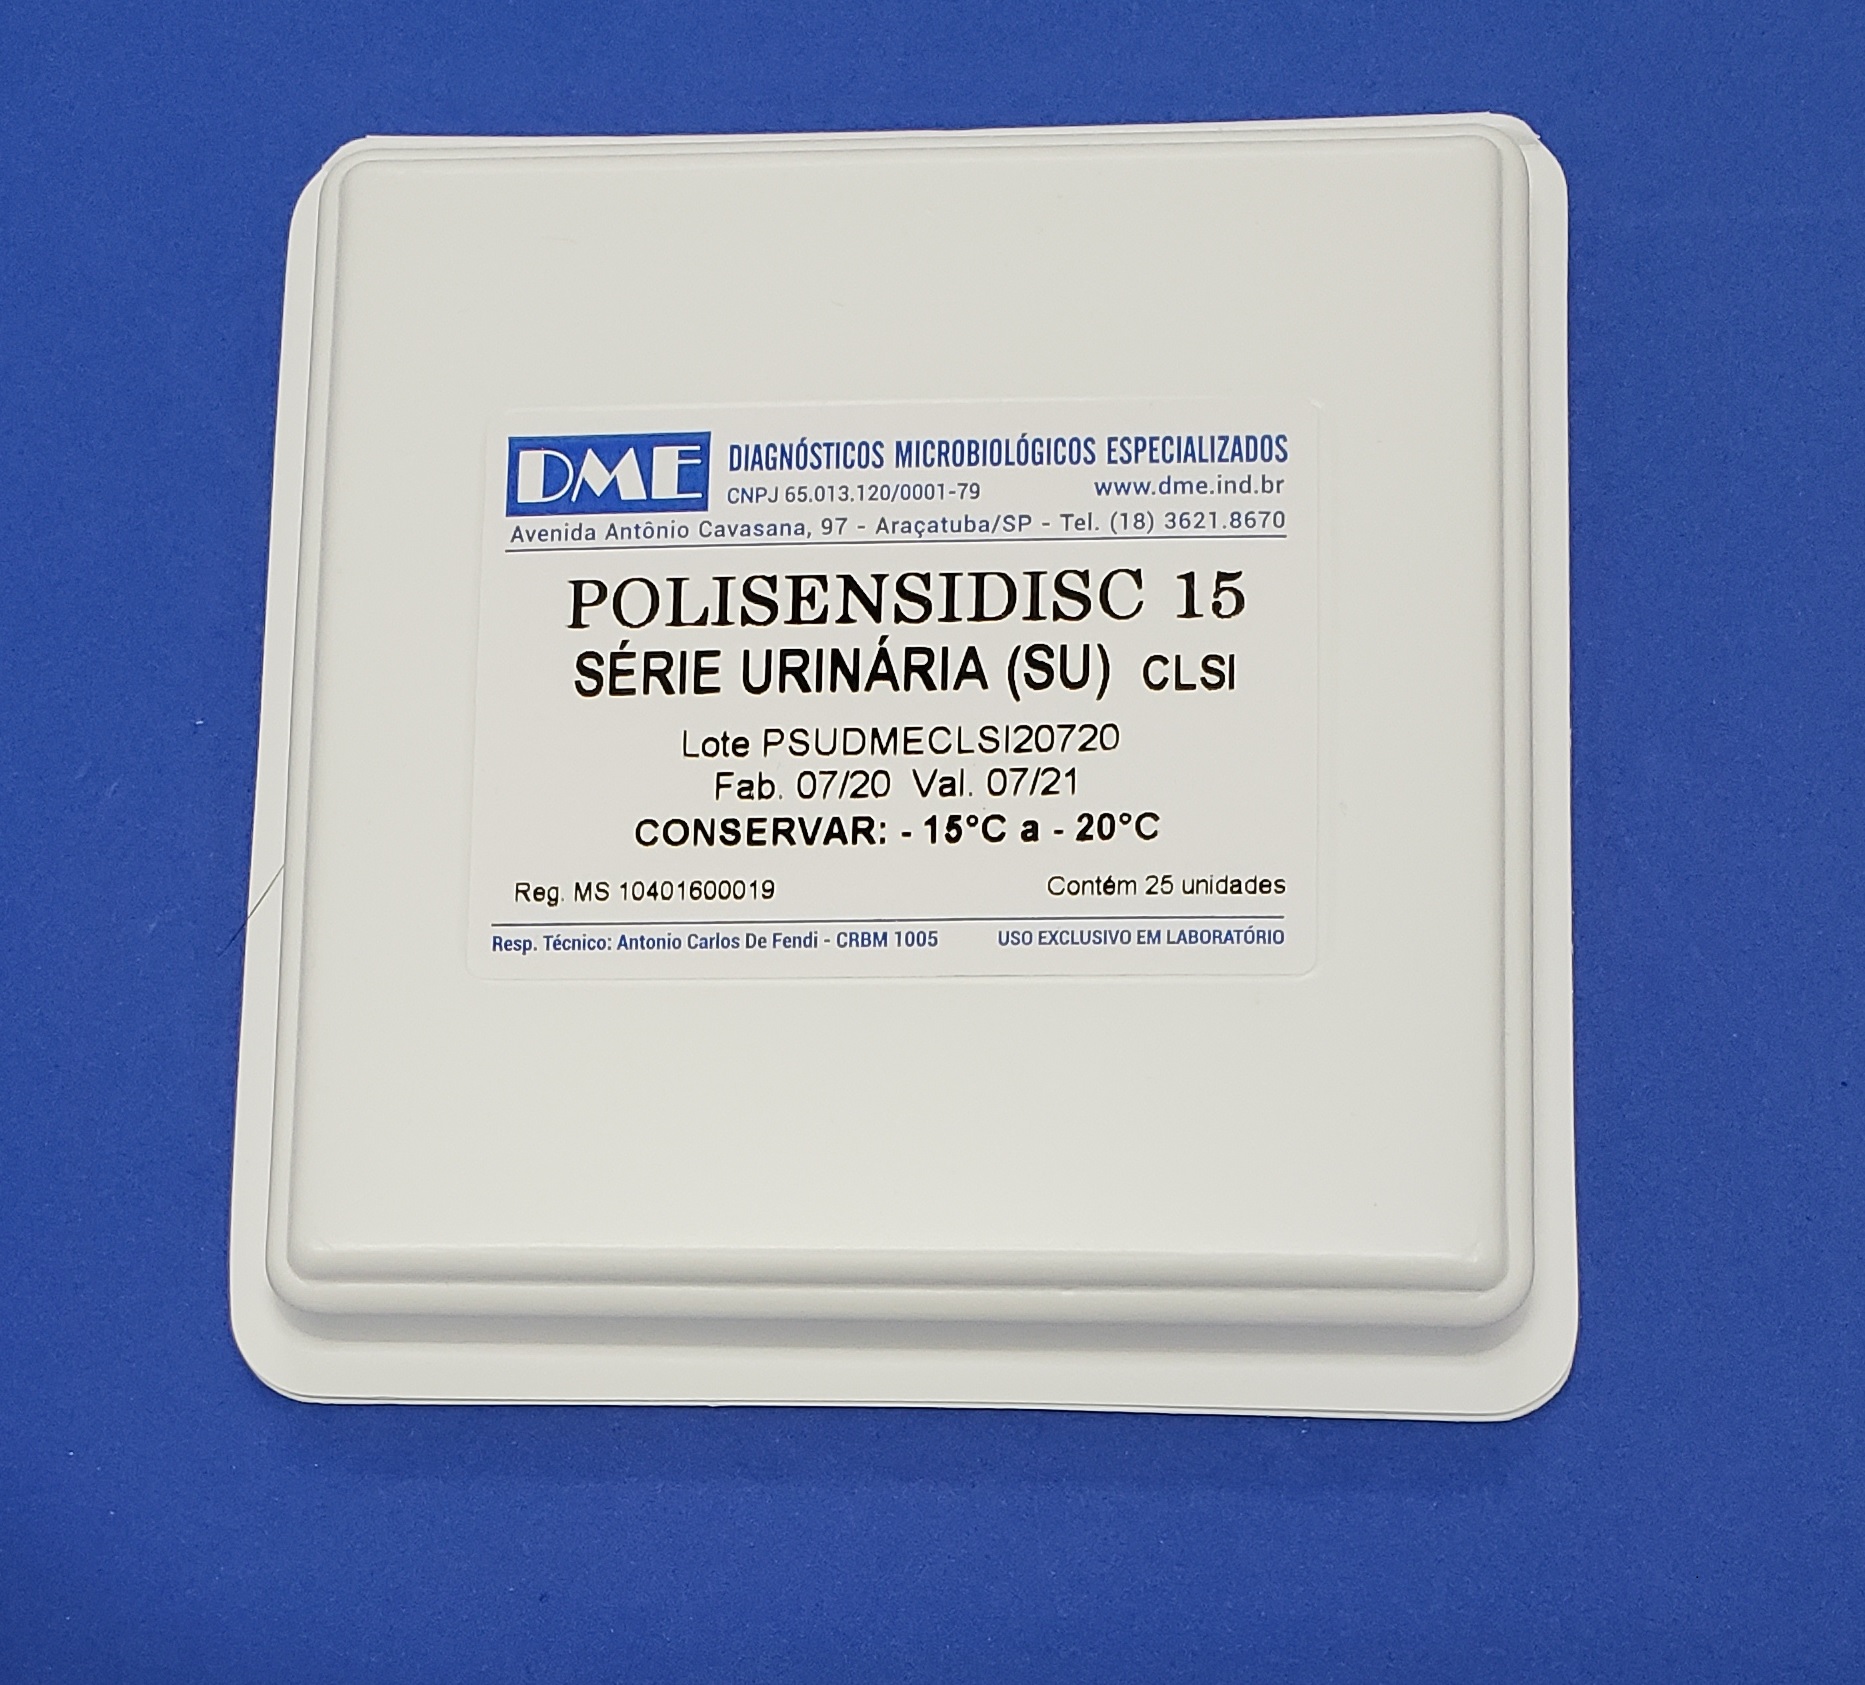 DME DIAGNÓSTICOS MICROBIOLÓGICOS ESPECIALIZADOS
CNPJ 65.013.120/0001-79 www.dme.ind.br
Avenida Antônio Cavasana, 97 - Araçatuba/SP - Tel. (18) 3621.8670
POLISENSIDISC 15
SÉRIE URINÁRIA (SU) CLSI
Lote PSUDMECLSI20720
Fab. 07/20 Val. 07/21
CONSERVAR: - 15°C a - 20°C
Reg. MS 10401600019 Contém 25 unidades
Resp. Técnico: Antonio Carlos De Fendi - CRBM 1005 USO EXCLUSIVO EM LABORATÓRIO